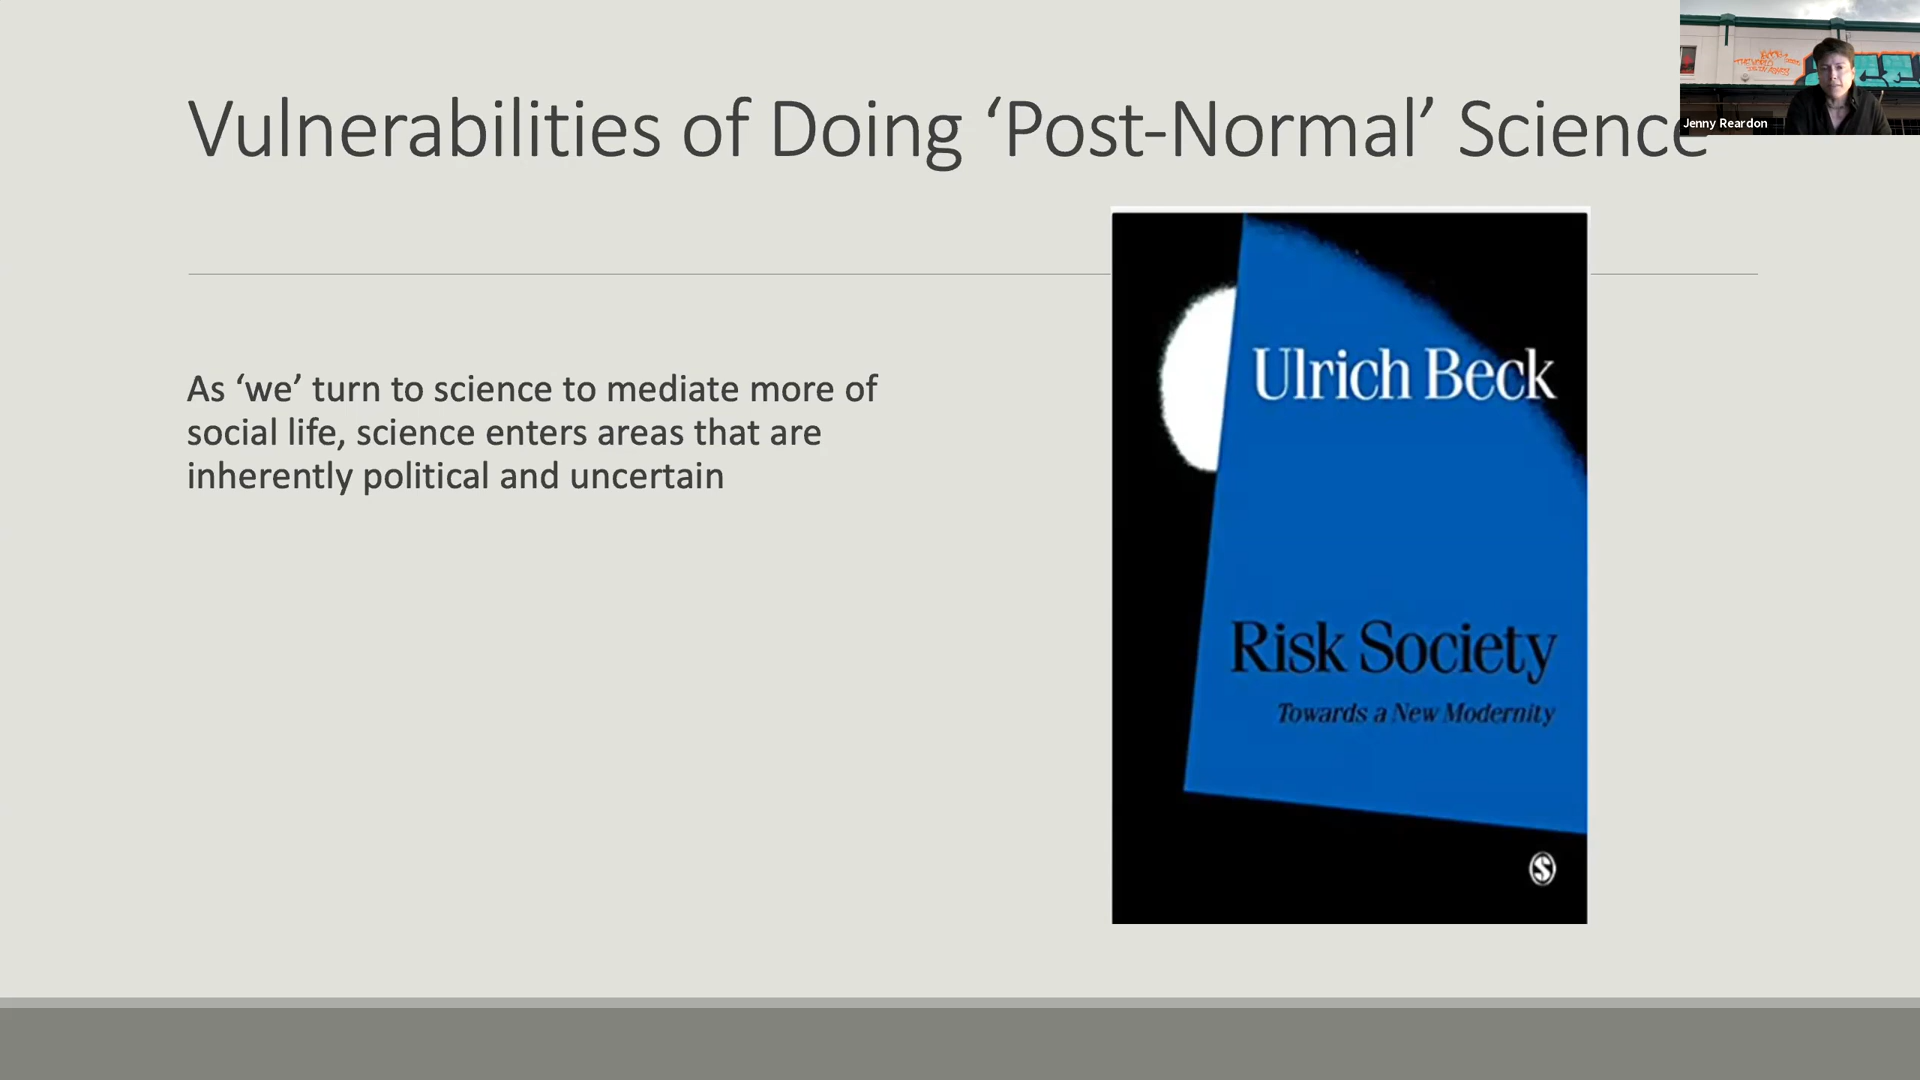 Vulnerabilities of Doing ‘Post-Normal’ Science
Jenny Reardon
As ‘we’ turn to science to mediate more of
social life, science enters areas that are
inherently political and uncertain
Ulrich Beck
Risk Society
Towards a New Modernity
S